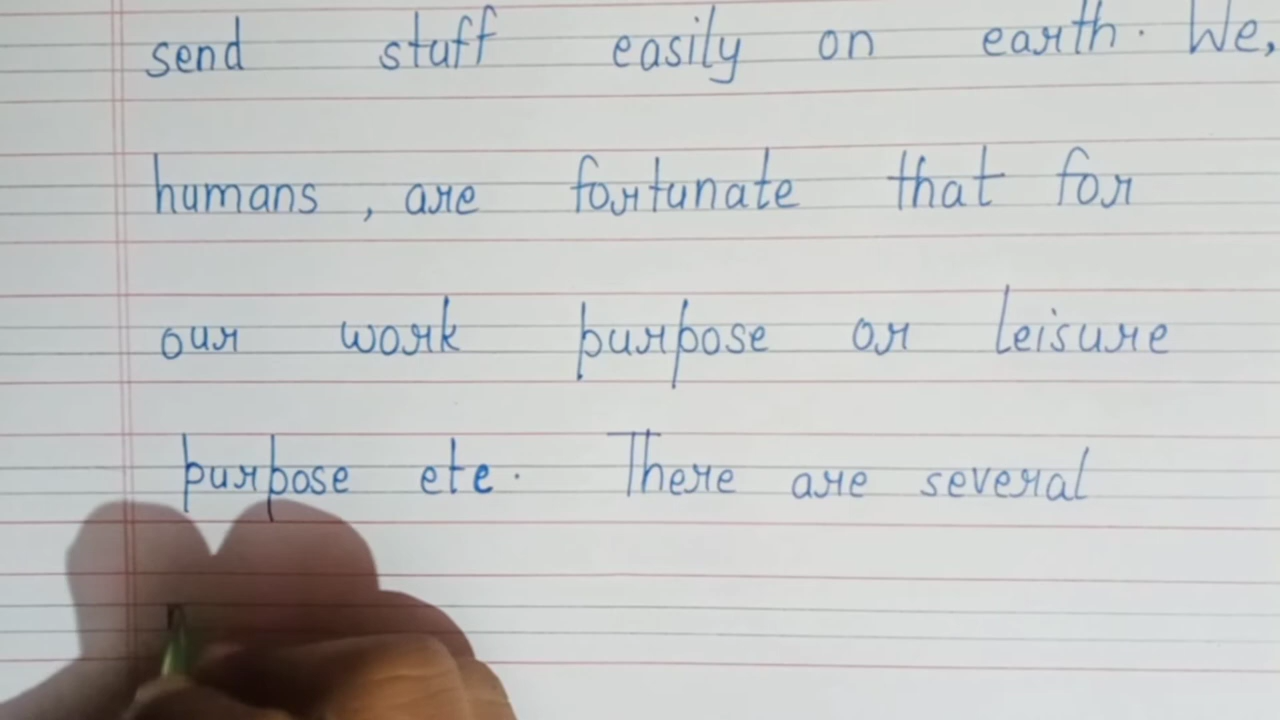 send stuff easily on earth. We,
humans, are fortunate that for
our work purpose or leisure
purpose ete. There are several